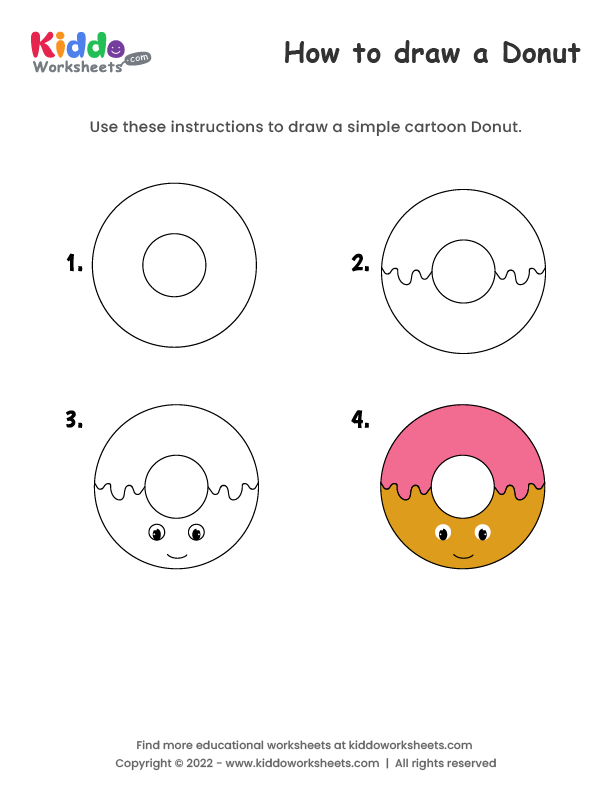 Kiddo
Worksheets .com
How to draw a Donut
Use these instructions to draw a simple cartoon Donut.
1.
2.
3.
4.
Find more educational worksheets at kiddoworksheets.com
Copyright © 2022 - www.kiddoworksheets.com | All rights reserved